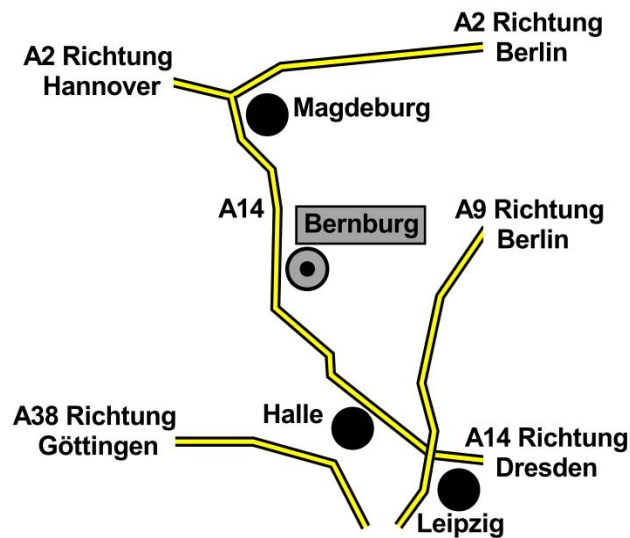 A2 Richtung
Berlin
A2 Richtung
Hannover
Magdeburg
A14
Bernburg
A9 Richtung
Berlin
Halle
A38 Richtung
Göttingen
A14 Richtung
Dresden
Leipzig